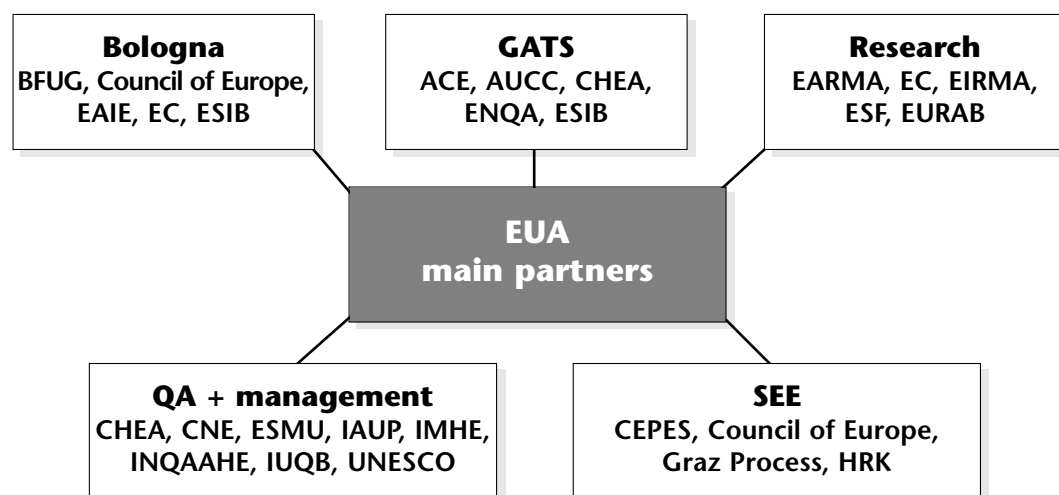 Bologna
BFUG, Council of Europe,
EAIE, EC, ESIB
GATS
ACE, AUCC, CHEA,
ENQA, ESIB
Research
EARMA, EC, EIRMA,
ESF, EURAB
EUA
main partners
QA + management
CHEA, CNE, ESMU, IAUP, IMHE,
INQAAHE, IUQB, UNESCO
SEE
CEPES, Council of Europe,
Graz Process, HRK